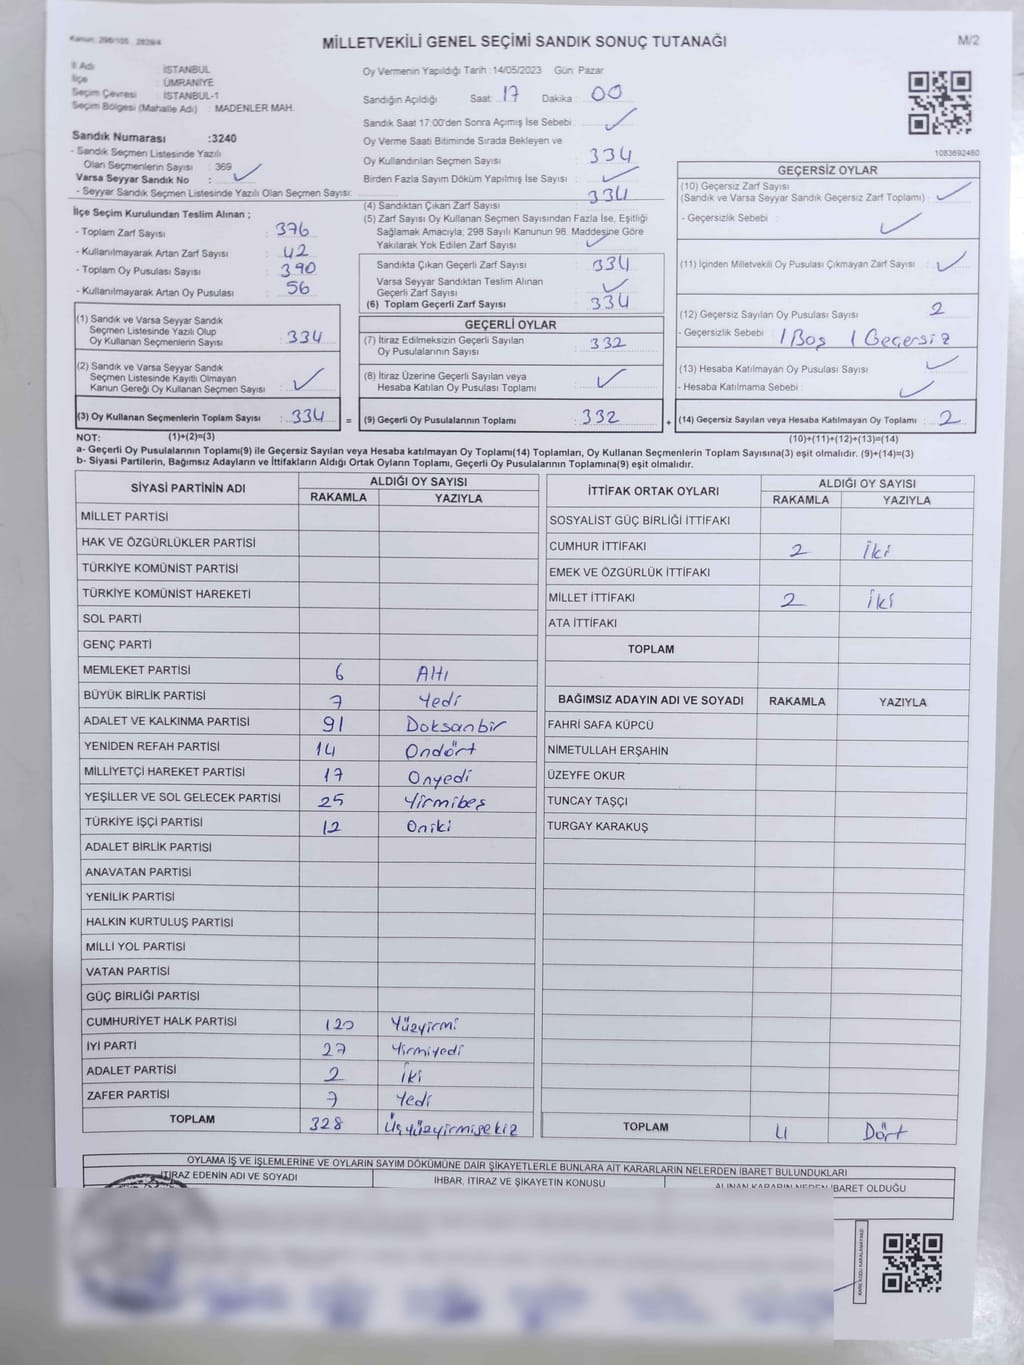 Kanun: 298/105 2839/4
MİLLETVEKİLİ GENEL SEÇİMİ SANDIK SONUÇ TUTANAĞI
M/2
İl Adı : İSTANBUL
İlçe : ÜMRANİYE
Seçim Çevresi : İSTANBUL-1
Seçim Bölgesi (Mahalle Adı) : MADENLER MAH.
Sandık Numarası :3240
- Sandık Seçmen Listesinde Yazılı
Olan Seçmenlerin Sayısı : 369
Varsa Seyyar Sandık No :
- Seyyar Sandık Seçmen Listesinde Yazılı Olan Seçmen Sayısı:
İlçe Seçim Kurulundan Teslim Alınan ;
- Toplam Zarf Sayısı : 376
- Kullanılmayarak Artan Zarf Sayısı : 42
- Toplam Oy Pusulası Sayısı : 390
- Kullanılmayarak Artan Oy Pusulası : 56
Oy Vermenin Yapıldığı Tarih : 14/05/2023 Gün: Pazar
Sandığın Açıldığı Saat : 17 Dakika : 00
Sandık Saat 17:00'den Sonra Açımış İse Sebebi :
Oy Verme Saati Bitiminde Sırada Bekleyen ve
Oy Kullandırılan Seçmen Sayısı : 334
Birden Fazla Sayım Döküm Yapılmış İse Sayısı :
(4) Sandıktan Çıkan Zarf Sayısı : 334
(5) Zarf Sayısı Oy Kullanan Seçmen Sayısından Fazla İse, Eşitliği
Sağlamak Amacıyla; 298 Sayılı Kanunun 98. Maddesine Göre
Yakılarak Yok Edilen Zarf Sayısı :
Sandıkta Çıkan Geçerli Zarf Sayısı : 334
Varsa Seyyar Sandıktan Teslim Alınan
Geçerli Zarf Sayısı :
(6) Toplam Geçerli Zarf Sayısı : 334
1083692460
GEÇERSİZ OYLAR
(10) Geçersiz Zarf Sayısı
(Sandık ve Varsa Seyyar Sandık Geçersiz Zarf Toplamı) :
- Geçersizlik Sebebi :
(11) İçinden Milletvekili Oy Pusulası Çıkmayan Zarf Sayısı :
(12) Geçersiz Sayılan Oy Pusulası Sayısı : 2
- Geçersizlik Sebebi : 1 Boş 1 Geçersiz
(13) Hesaba Katılmayan Oy Pusulası Sayısı :
- Hesaba Katılmama Sebebi :
(1) Sandık ve Varsa Seyyar Sandık
Seçmen Listesinde Yazılı Olup
Oy Kullanan Seçmenlerin Sayısı : 334
(2) Sandık ve Varsa Seyyar Sandık
Seçmen Listesinde Kayıtlı Olmayan
Kanun Gereği Oy Kullanan Seçmen Sayısı :
GEÇERLİ OYLAR
(7) İtiraz Edilmeksizin Geçerli Sayılan
Oy Pusulalarının Sayısı : 332
(8) İtiraz Üzerine Geçerli Sayılan veya
Hesaba Katılan Oy Pusulası Toplamı :
(3) Oy Kullanan Seçmenlerin Toplam Sayısı : 334 = (9) Geçerli Oy Pusulalarının Toplamı : 332 + (14) Geçersiz Sayılan veya Hesaba Katılmayan Oy Toplamı : 2
NOT: (1)+(2)=(3) (10)+(11)+(12)+(13)=(14)
a- Geçerli Oy Pusulalarının Toplamı(9) ile Geçersiz Sayılan veya Hesaba katılmayan Oy Toplamı(14) Toplamları, Oy Kullanan Seçmenlerin Toplam Sayısına(3) eşit olmalıdır. (9)+(14)=(3)
b- Siyasi Partilerin, Bağımsız Adayların ve İttifakların Aldığı Ortak Oyların Toplamı, Geçerli Oy Pusulalarının Toplamına(9) eşit olmalıdır.
SİYASİ PARTİNİN ADI ALDIĞI OY SAYISI
RAKAMLA YAZIYLA
MİLLET PARTİSİ
HAK VE ÖZGÜRLÜKLER PARTİSİ
TÜRKİYE KOMÜNİST PARTİSİ
TÜRKİYE KOMÜNİST HAREKETİ
SOL PARTİ
GENÇ PARTİ
MEMLEKET PARTİSİ 6 Altı
BÜYÜK BİRLİK PARTİSİ 7 Yedi
ADALET VE KALKINMA PARTİSİ 91 Doksanbir
YENİDEN REFAH PARTİSİ 14 Ondört
MİLLİYETÇİ HAREKET PARTİSİ 17 Onyedi
YEŞİLLER VE SOL GELECEK PARTİSİ 25 Yirmibeş
TÜRKİYE İŞÇİ PARTİSİ 12 Oniki
ADALET BİRLİK PARTİSİ
ANAVATAN PARTİSİ
YENİLİK PARTİSİ
HALKIN KURTULUŞ PARTİSİ
MİLLİ YOL PARTİSİ
VATAN PARTİSİ
GÜÇ BİRLİĞİ PARTİSİ
CUMHURİYET HALK PARTİSİ 120 Yüzyirmi
İYİ PARTİ 27 Yirmiyedi
ADALET PARTİSİ 2 İki
ZAFER PARTİSİ 7 Yedi
TOPLAM 328 Üçyüzyirmisekiz
İTTİFAK ORTAK OYLARI ALDIĞI OY SAYISI
RAKAMLA YAZIYLA
SOSYALİST GÜÇ BİRLİĞİ İTTİFAKI
CUMHUR İTTİFAKI 2 İki
EMEK VE ÖZGÜRLÜK İTTİFAKI
MİLLET İTTİFAKI 2 İki
ATA İTTİFAKI
TOPLAM
BAĞIMSIZ ADAYIN ADI VE SOYADI RAKAMLA YAZIYLA
FAHRİ SAFA KÜPCÜ
NİMETULLAH ERŞAHİN
ÜZEYFE OKUR
TUNCAY TAŞÇI
TURGAY KARAKUŞ
TOPLAM 4 Dört
OYLAMA İŞ VE İŞLEMLERİNE VE OYLARIN SAYIM DÖKÜMÜNE DAİR ŞİKAYETLERLE BUNLARA AİT KARARLARIN NELERDEN İBARET BULUNDUKLARI
İTİRAZ EDENİN ADI VE SOYADI İHBAR, İTİRAZ VE ŞİKAYETİN KONUSU ALINAN KARARIN NEDEN İBARET OLDUĞU